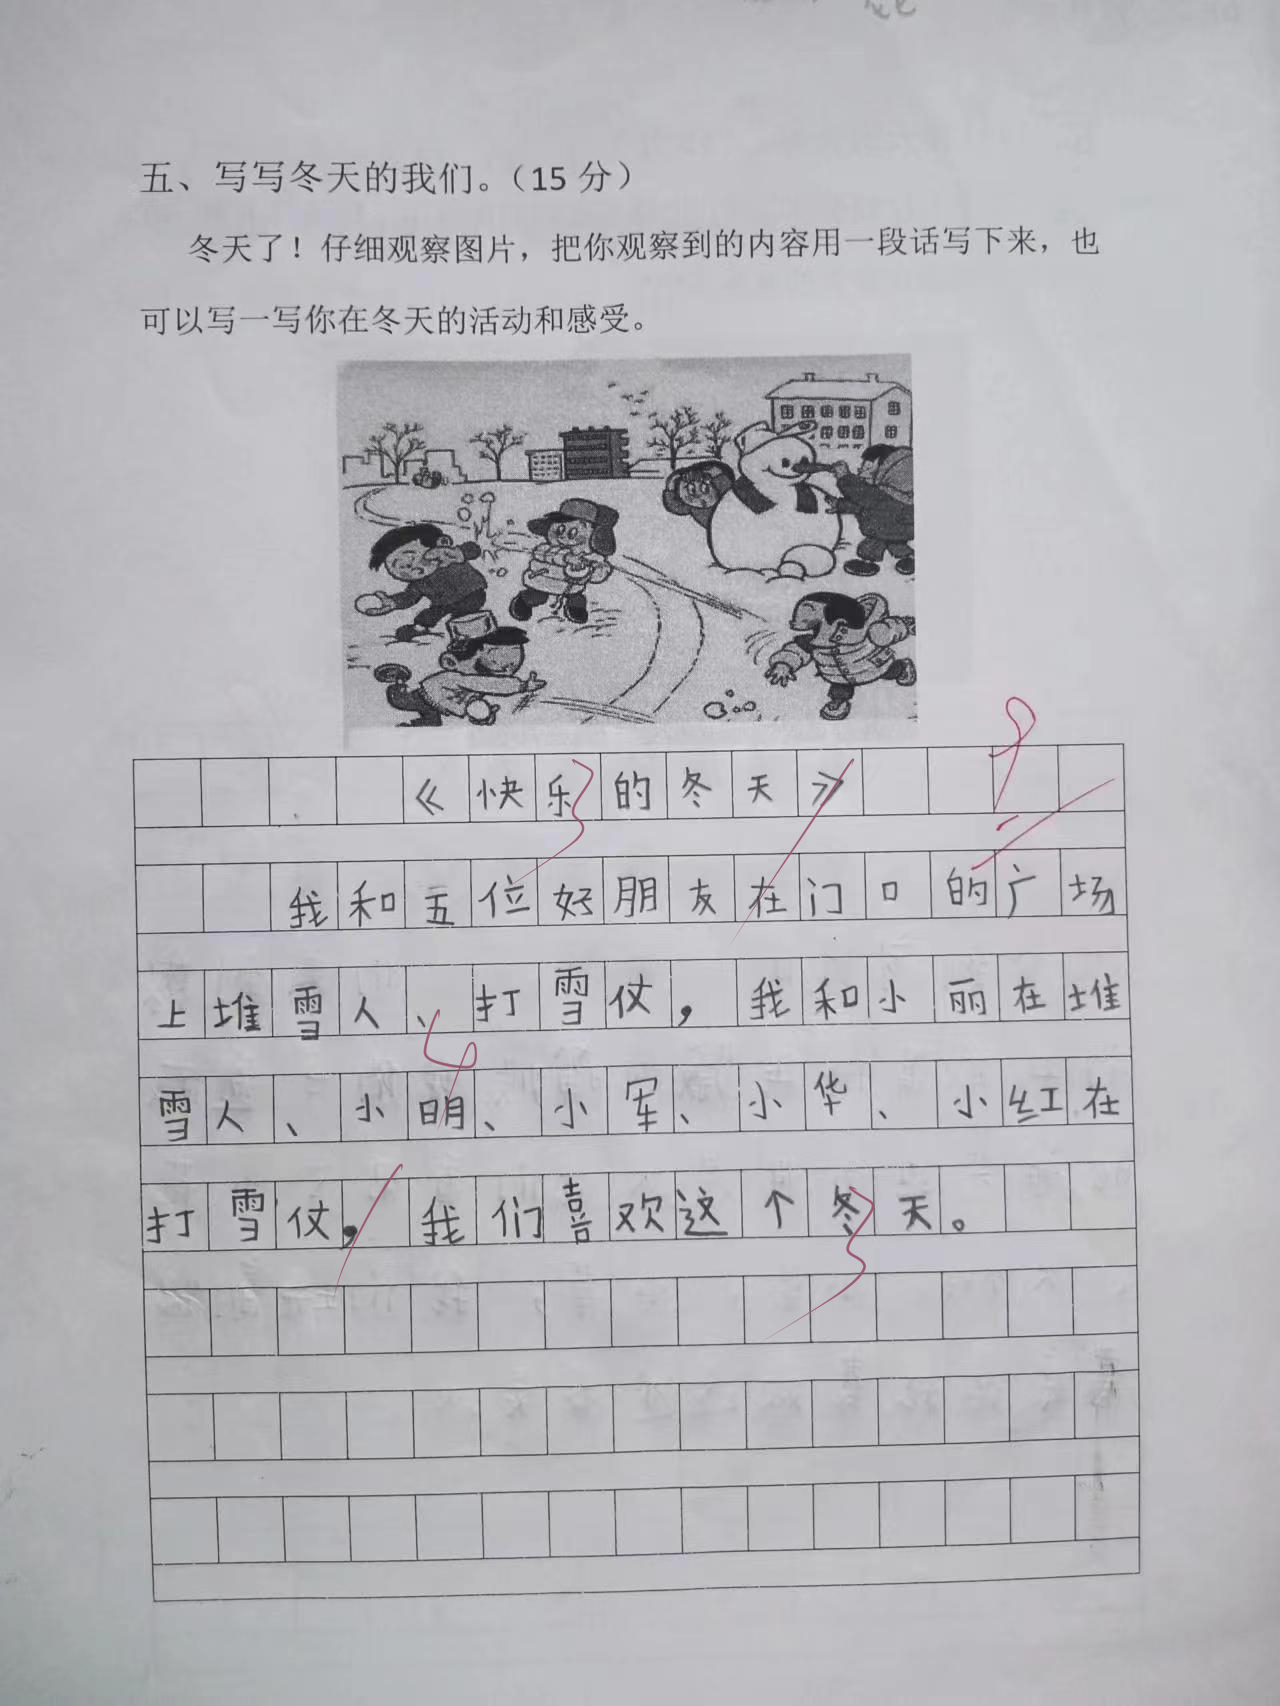 五、写写冬天的我们。（15 分）
冬天了！仔细观察图片，把你观察到的内容用一段话写下来，也
可以写一写你在冬天的活动和感受。
《快乐的冬天》
我和五位好朋友在门口的广场
上堆雪人、打雪仗，我和小丽在堆
雪人、小明、小军、小华、小红在
打雪仗，我们喜欢这个冬天。